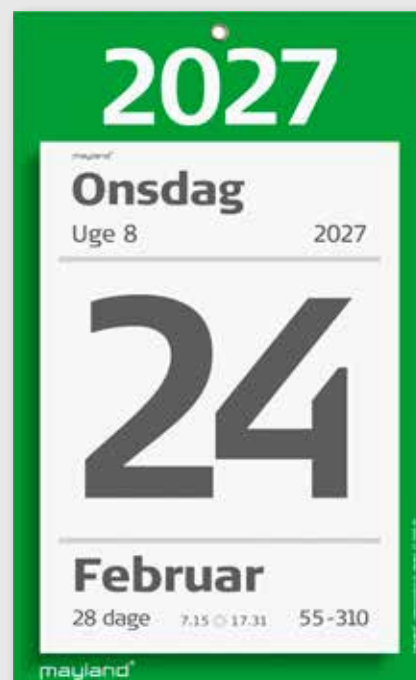 2027
mayland®
Onsdag
Uge 8 2027
24
Februar
28 dage 7.15 17.31 55-310
mayland®